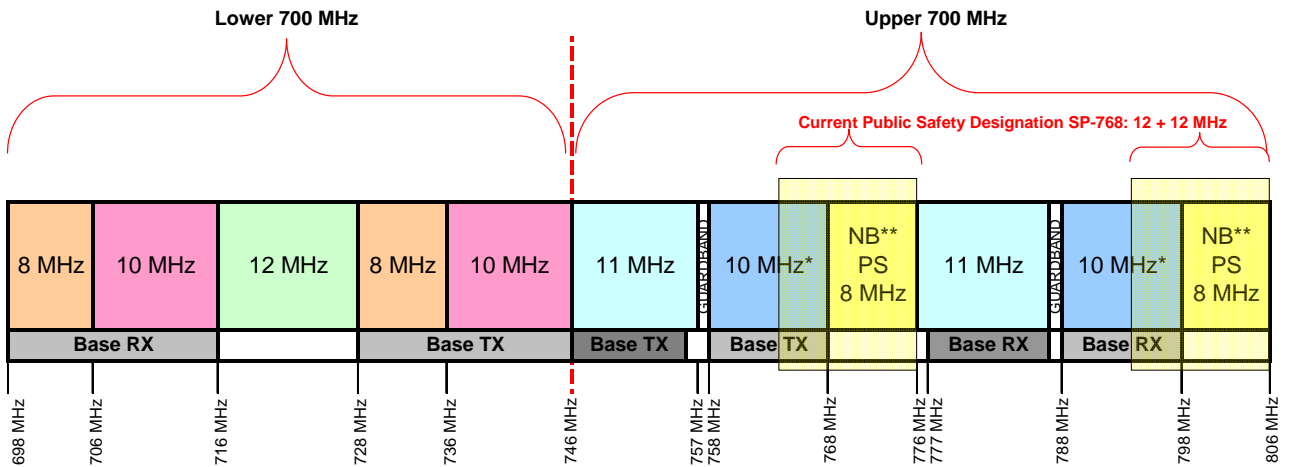 Lower 700 MHz
Upper 700 MHz
Current Public Safety Designation SP-768: 12 + 12 MHz
8 MHz
10 MHz
12 MHz
8 MHz
10 MHz
11 MHz
GUARDBAND
10 MHz*
NB**
PS
8 MHz
11 MHz
GUARDBAND
10 MHz*
NB**
PS
8 MHz
Base RX
Base TX
Base TX
Base TX
Base RX
Base RX
698 MHz
706 MHz
716 MHz
728 MHz
736 MHz
746 MHz
757 MHz
758 MHz
768 MHz
776 MHz
777 MHz
788 MHz
798 MHz
806 MHz